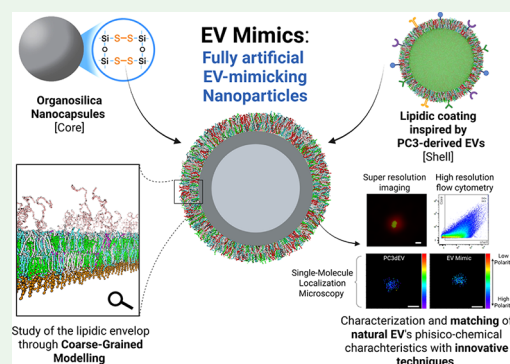 EV Mimics:
Fully artificial
EV-mimicking
Nanoparticles
Si S S Si
O O
Si S S Si
Organosilica
Nanocapsules
[Core]
Lipidic coating
inspired by
PC3-derived EVs
[Shell]
Super resolution
imaging
High resolution
flow cytometry
Single-Molecule
Localization
Microscopy
PC3dEV
EV Mimic
Low
Polarit
High
Polarit
Study of the lipidic envelop
through Coarse-Grained
Modelling
Characterization and matching of
natural EV's phisico-chemical
charchteristics with innovative
techniques